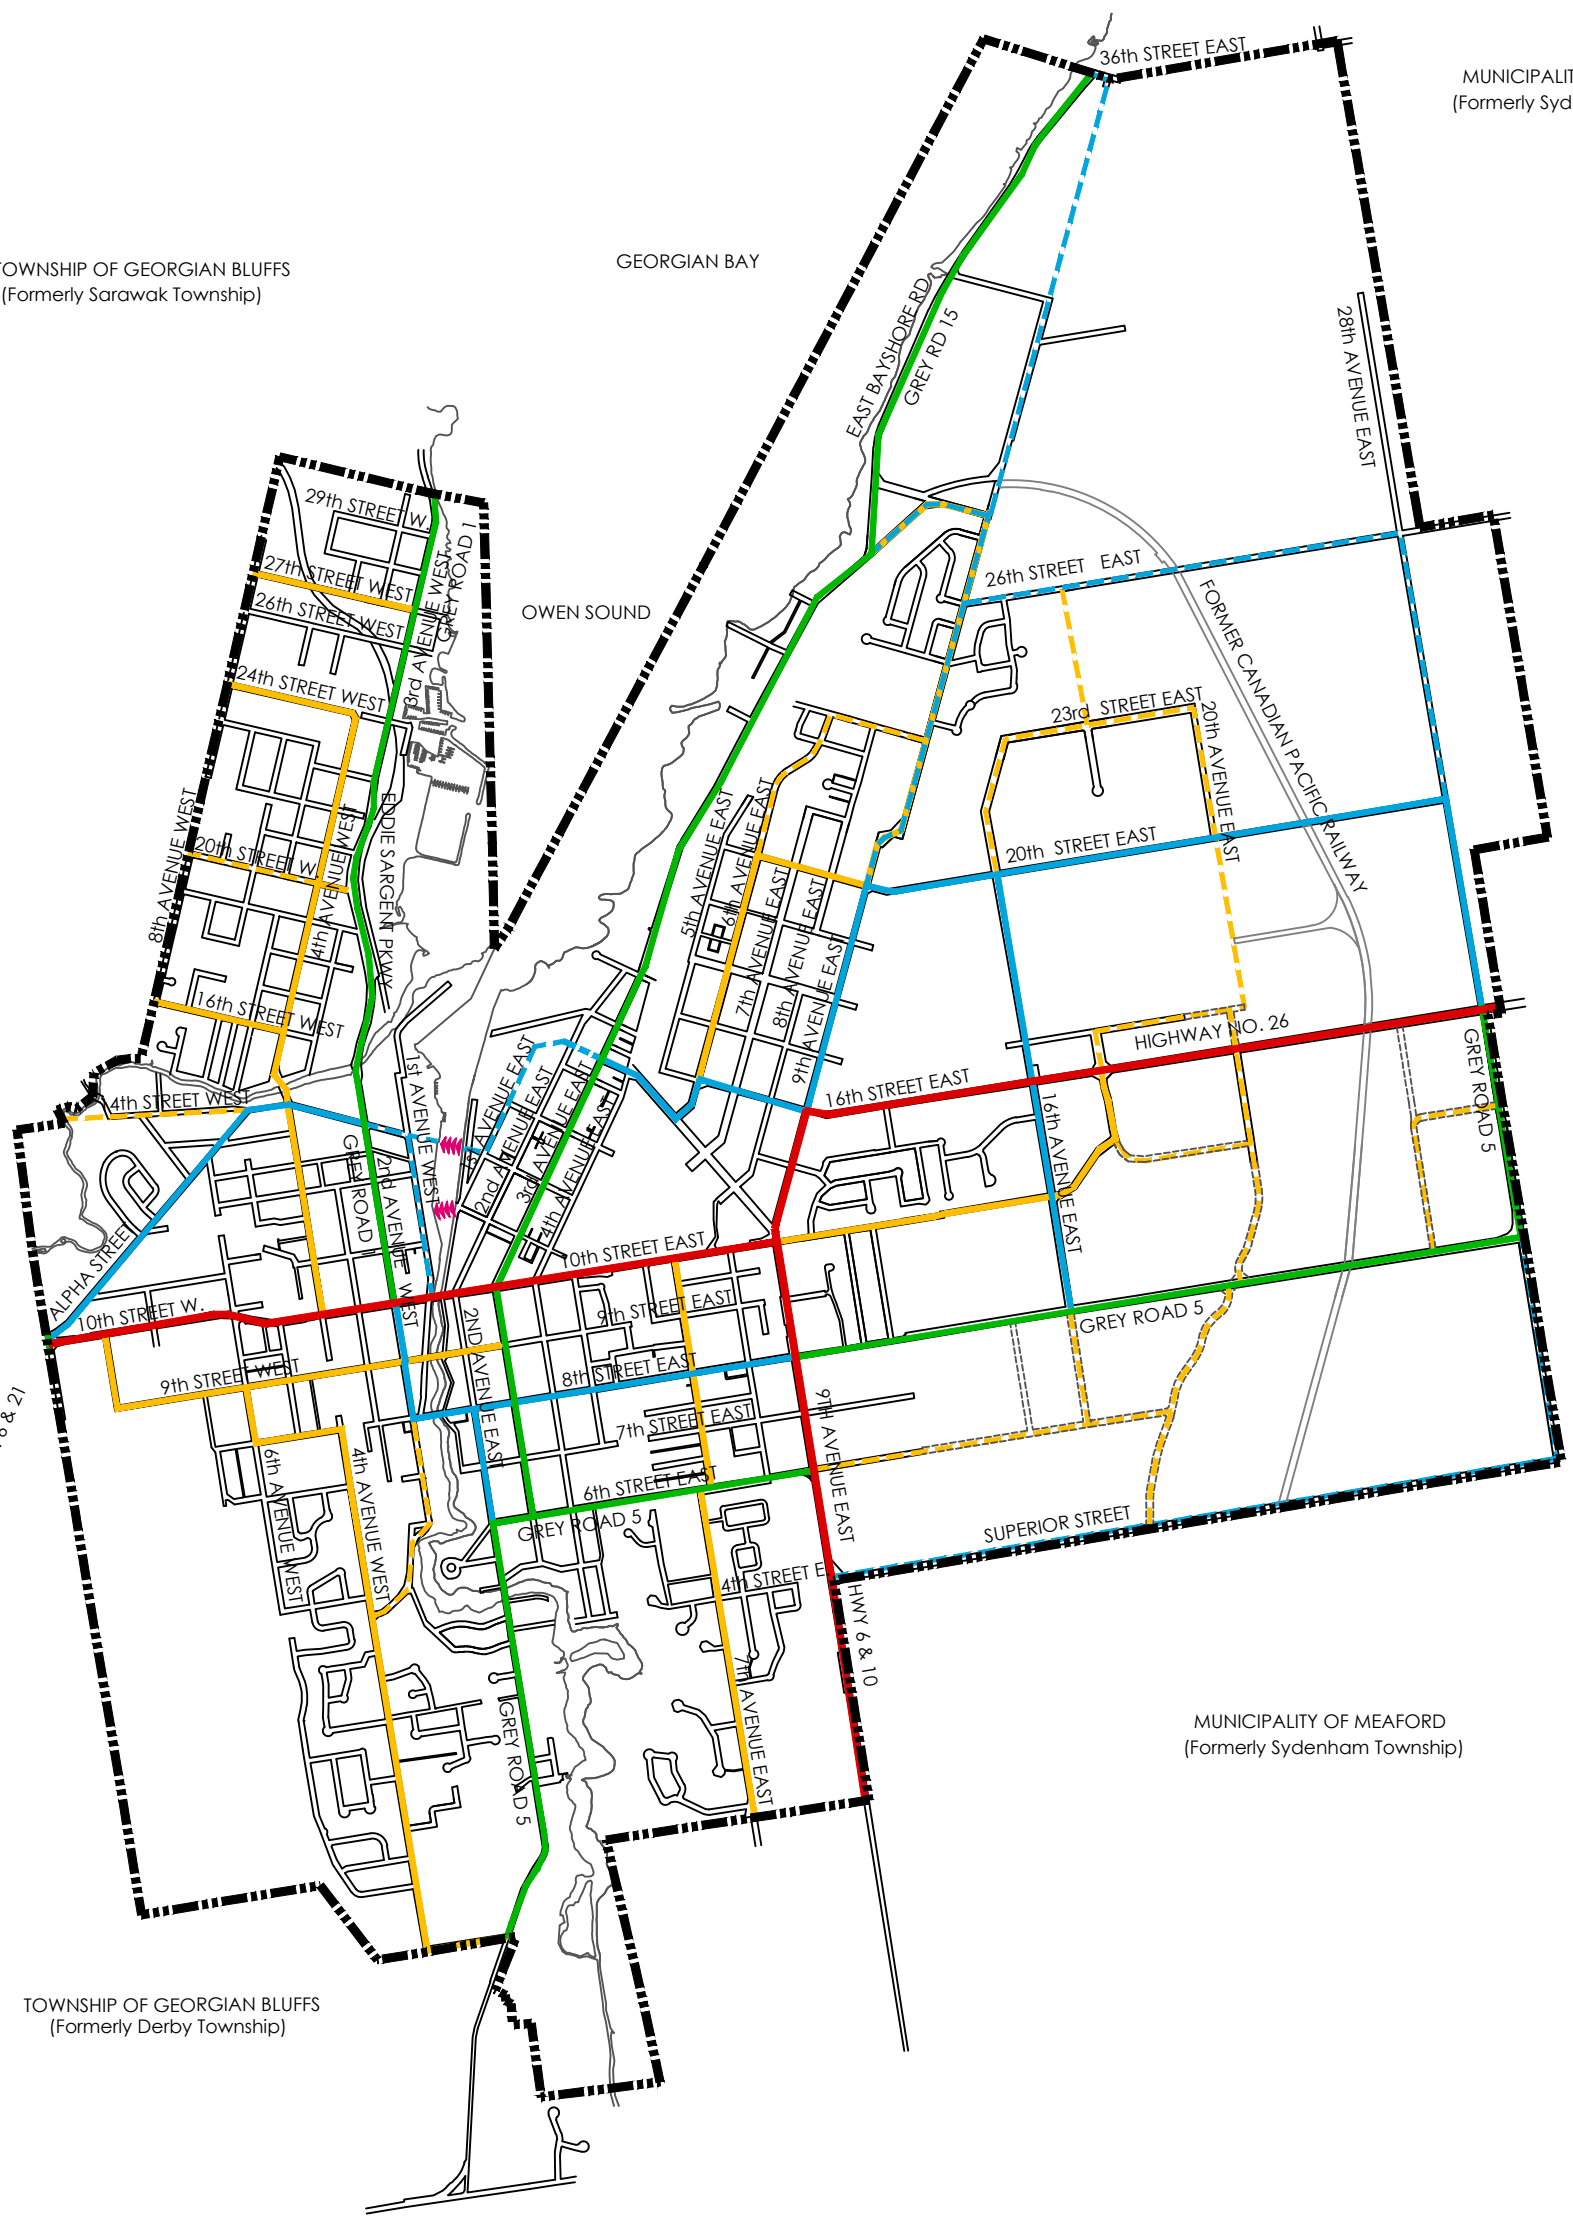 36th STREET EAST
MUNICIPALIT
(Formerly Syd
TOWNSHIP OF GEORGIAN BLUFFS
(Formerly Sarawak Township)
GEORGIAN BAY
EAST BAYSHORE RD
GREY RD 15
28th AVENUE EAST
29th STREET W.
27th STREET WEST
26th STREET WEST
3rd AVENUE WEST
GREY ROAD 1
24th STREET WEST
OWEN SOUND
26th STREET EAST
FORMER CANADIAN PACIFIC RAILWAY
23rd STREET EAST
20th AVENUE EAST
20th STREET EAST
8th AVENUE WEST
20th STREET W.
4th AVENUE WEST
EDDIE SARGENT PKWY
5th AVENUE EAST
6th AVENUE EAST
7th AVENUE EAST
8th AVENUE EAST
9th AVENUE EAST
16th STREET WEST
HIGHWAY NO. 26
16th STREET EAST
GREY ROAD 5
16th AVENUE EAST
14th STREET WEST
1st AVENUE WEST
1st AVENUE EAST
2nd AVENUE EAST
3rd AVENUE EAST
4th AVENUE EAST
GREY ROAD 1
2nd AVENUE WEST
ALPHA STREET
10th STREET W.
10th STREET EAST
9th STREET EAST
9th STREET WEST
2ND AVENUE EAST
8th STREET EAST
GREY ROAD 5
6 & 21
7th STREET EAST
9TH AVENUE EAST
6th AVENUE WEST
4th AVENUE WEST
6th STREET EAST
GREY ROAD 5
SUPERIOR STREET
4th STREET E.
HWY 6 & 10
7th AVENUE EAST
GREY ROAD 5
MUNICIPALITY OF MEAFORD
(Formerly Sydenham Township)
TOWNSHIP OF GEORGIAN BLUFFS
(Formerly Derby Township)